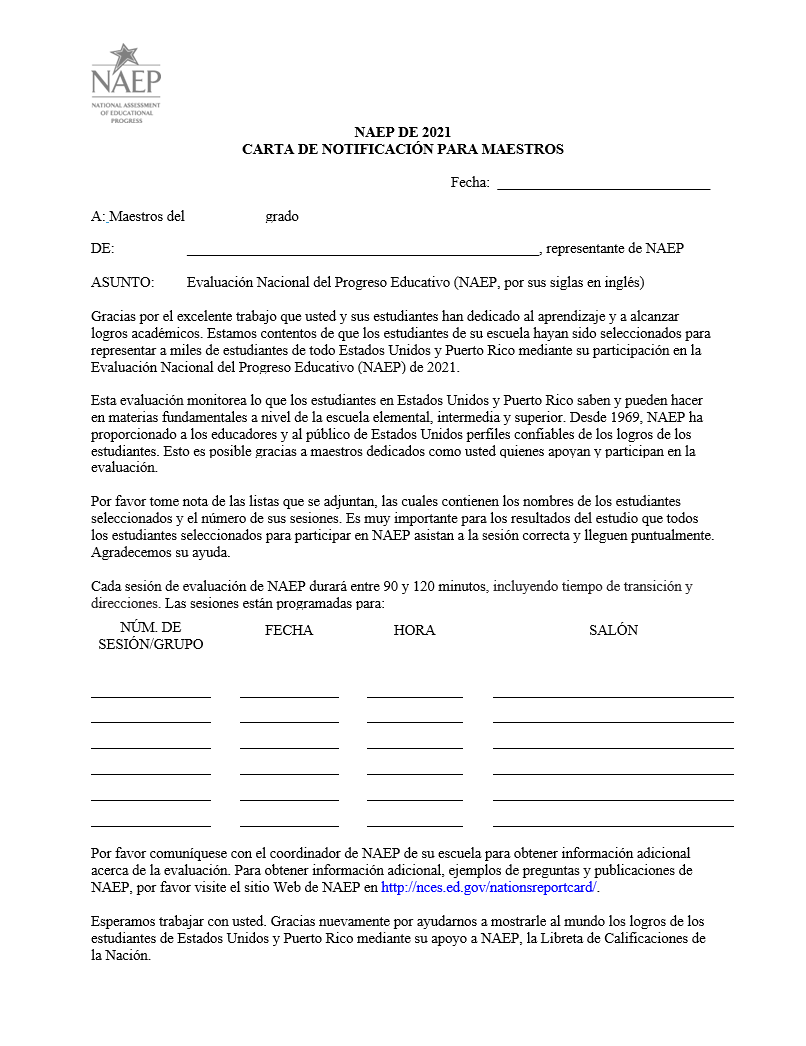 NAEP
NATIONAL ASSESSMENT
OF EDUCATIONAL
PROGRESS
NAEP DE 2021
CARTA DE NOTIFICACIÓN PARA MAESTROS
Fecha:
A: Maestros del grado
DE: , representante de NAEP
ASUNTO: Evaluación Nacional del Progreso Educativo (NAEP, por sus siglas en inglés)
Gracias por el excelente trabajo que usted y sus estudiantes han dedicado al aprendizaje y a alcanzar
logros académicos. Estamos contentos de que los estudiantes de su escuela hayan sido seleccionados para
representar a miles de estudiantes de todo Estados Unidos y Puerto Rico mediante su participación en la
Evaluación Nacional del Progreso Educativo (NAEP) de 2021.
Esta evaluación monitorea lo que los estudiantes en Estados Unidos y Puerto Rico saben y pueden hacer
en materias fundamentales a nivel de la escuela elemental, intermedia y superior. Desde 1969, NAEP ha
proporcionado a los educadores y al público de Estados Unidos perfiles confiables de los logros de los
estudiantes. Esto es posible gracias a maestros dedicados como usted quienes apoyan y participan en la
evaluación.
Por favor tome nota de las listas que se adjuntan, las cuales contienen los nombres de los estudiantes
seleccionados y el número de sus sesiones. Es muy importante para los resultados del estudio que todos
los estudiantes seleccionados para participar en NAEP asistan a la sesión correcta y lleguen puntualmente.
Agradecemos su ayuda.
Cada sesión de evaluación de NAEP durará entre 90 y 120 minutos, incluyendo tiempo de transición y
direcciones. Las sesiones están programadas para:
NÚM. DE
SESIÓN/GRUPO
FECHA
HORA
SALÓN
Por favor comuníquese con el coordinador de NAEP de su escuela para obtener información adicional
acerca de la evaluación. Para obtener información adicional, ejemplos de preguntas y publicaciones de
NAEP, por favor visite el sitio Web de NAEP en http://nces.ed.gov/nationsreportcard/.
Esperamos trabajar con usted. Gracias nuevamente por ayudarnos a mostrarle al mundo los logros de los
estudiantes de Estados Unidos y Puerto Rico mediante su apoyo a NAEP, la Libreta de Calificaciones de
la Nación.